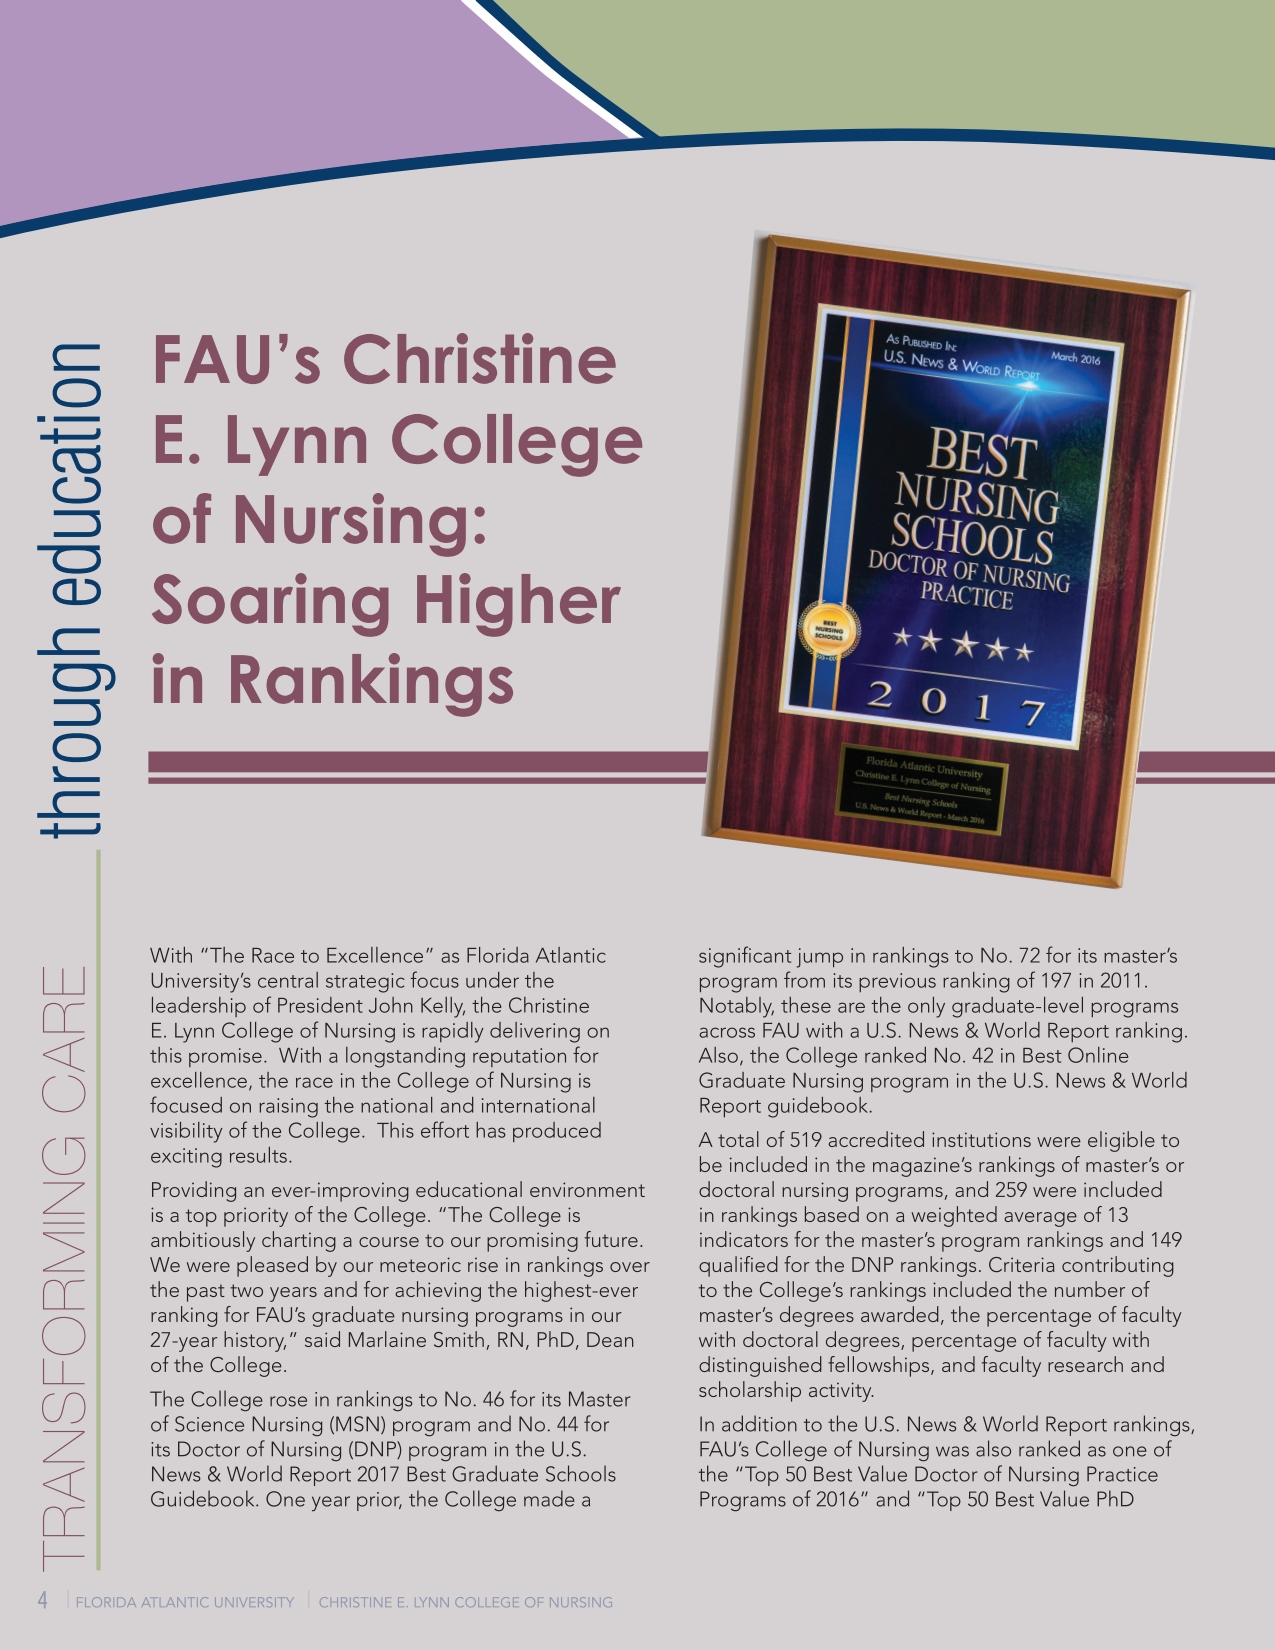 FAU’s Christine
E. Lynn College
of Nursing:
Soaring Higher
in Rankings
AS PUBLISHED IN:
U.S. NEWS & WORLD REPORT
March 2016
BEST
NURSING
SCHOOLS
DOCTOR OF NURSING
PRACTICE
BEST
NURSING
SCHOOLS
2017
Florida Atlantic University
Christine E. Lynn College of Nursing
Best Nursing Schools
U.S. News & World Report - March 2016
TRANSFORMING CARE through education
With “The Race to Excellence” as Florida Atlantic
University’s central strategic focus under the
leadership of President John Kelly, the Christine
E. Lynn College of Nursing is rapidly delivering on
this promise.  With a longstanding reputation for
excellence, the race in the College of Nursing is
focused on raising the national and international
visibility of the College.  This effort has produced
exciting results.
Providing an ever-improving educational environment
is a top priority of the College. “The College is
ambitiously charting a course to our promising future.
We were pleased by our meteoric rise in rankings over
the past two years and for achieving the highest-ever
ranking for FAU’s graduate nursing programs in our
27-year history,” said Marlaine Smith, RN, PhD, Dean
of the College.
The College rose in rankings to No. 46 for its Master
of Science Nursing (MSN) program and No. 44 for
its Doctor of Nursing (DNP) program in the U.S.
News & World Report 2017 Best Graduate Schools
Guidebook. One year prior, the College made a
significant jump in rankings to No. 72 for its master’s
program from its previous ranking of 197 in 2011.
Notably, these are the only graduate-level programs
across FAU with a U.S. News & World Report ranking.
Also, the College ranked No. 42 in Best Online
Graduate Nursing program in the U.S. News & World
Report guidebook.
A total of 519 accredited institutions were eligible to
be included in the magazine’s rankings of master’s or
doctoral nursing programs, and 259 were included
in rankings based on a weighted average of 13
indicators for the master’s program rankings and 149
qualified for the DNP rankings. Criteria contributing
to the College’s rankings included the number of
master’s degrees awarded, the percentage of faculty
with doctoral degrees, percentage of faculty with
distinguished fellowships, and faculty research and
scholarship activity.
In addition to the U.S. News & World Report rankings,
FAU’s College of Nursing was also ranked as one of
the “Top 50 Best Value Doctor of Nursing Practice
Programs of 2016” and “Top 50 Best Value PhD
4 | FLORIDA ATLANTIC UNIVERSITY | CHRISTINE E. LYNN COLLEGE OF NURSING